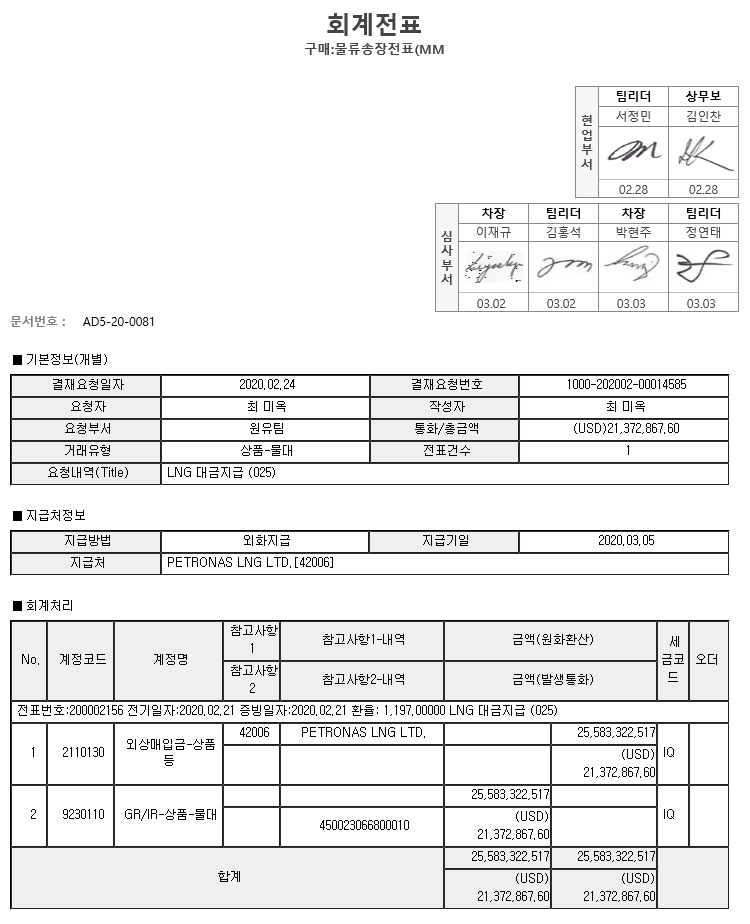 회계전표
구매:물류송장전표(MM
현업부서
팀리더 상무보
서정민 김인찬
02.28 02.28
심사부서
차장 팀리더 차장 팀리더
이재규 김홍석 박현주 정연태
03.02 03.02 03.03 03.03
문서번호 : AD5-20-0081
■ 기본정보(개별)
결재요청일자 2020.02.24 결재요청번호 1000-202002-00014585
요청자 최 미옥 작성자 최 미옥
요청부서 원유팀 통화/총금액 (USD)21,372,867.60
거래유형 상품-물대 전표건수 1
요청내역(Title) LNG 대금지급 (025)
■ 지급처정보
지급방법 외화지급 지급기일 2020.03.05
지급처 PETRONAS LNG LTD.[42006]
■ 회계처리
No. 계정코드 계정명 참고사항1 참고사항1-내역 금액(원화환산) 세금코드 오더
참고사항2 참고사항2-내역 금액(발생통화)
전표번호:200002156 전기일자:2020.02.21 증빙일자:2020.02.21 환율: 1,197.00000 LNG 대금지급 (025)
1 2110130 외상매입금-상품등 42006 PETRONAS LNG LTD. 25,583,322,517 IQ
(USD)
21,372,867.60
2 9230110 GR/IR-상품-물대 25,583,322,517 IQ
450023066800010 (USD)
21,372,867.60
합계 25,583,322,517 25,583,322,517
(USD) (USD)
21,372,867.60 21,372,867.60